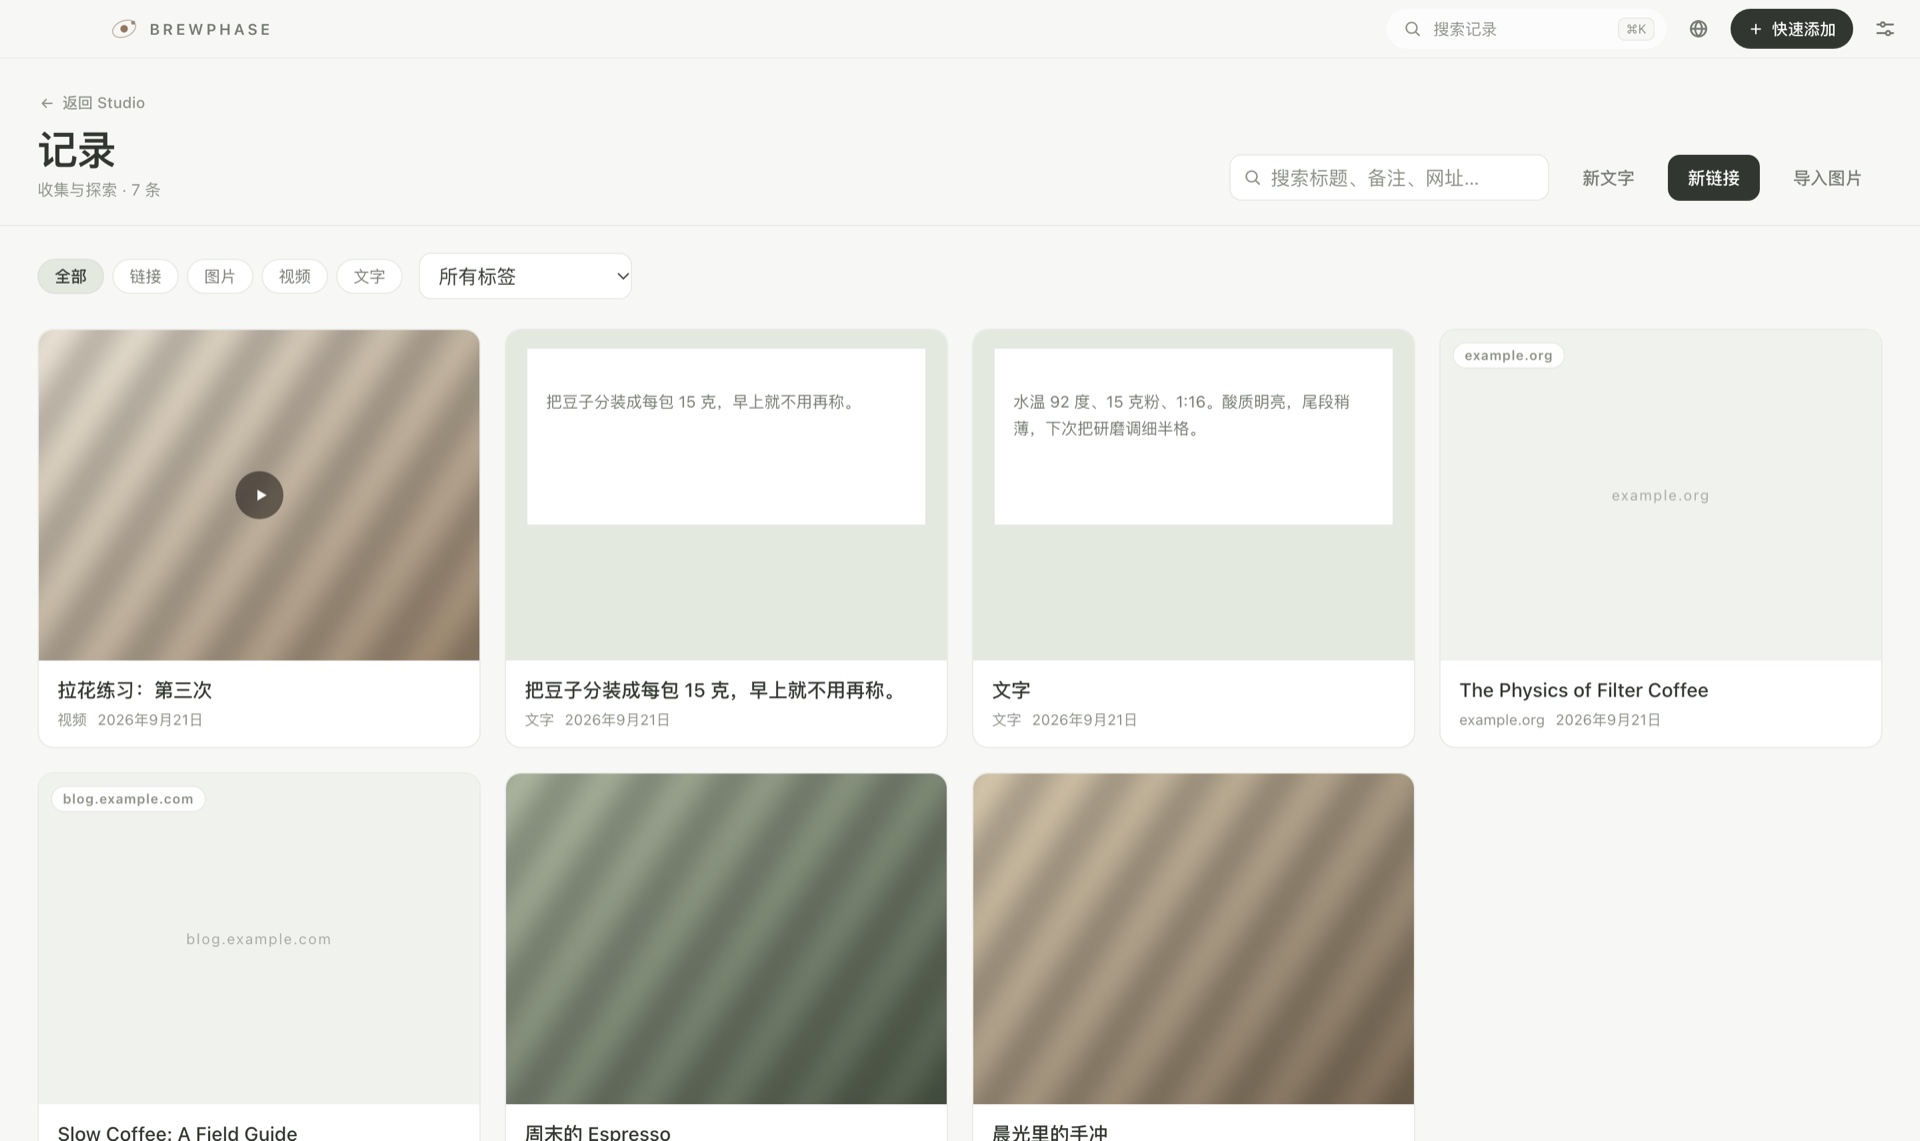 BREWPHASE
搜索记录
⌘K
快速添加
返回 Studio
记录
收集与探索 · 7 条
搜索标题、备注、网址...
新文字
新链接
导入图片
全部
链接
图片
视频
文字
所有标签
把豆子分装成每包 15 克，早上就不用再称。
水温 92 度、15 克粉、1:16。酸质明亮，尾段稍
薄，下次把研磨调细半格。
example.org
example.org
拉花练习：第三次
视频 2026年9月21日
把豆子分装成每包 15 克，早上就不用再称。
文字 2026年9月21日
文字
文字 2026年9月21日
The Physics of Filter Coffee
example.org 2026年9月21日
blog.example.com
blog.example.com
Slow Coffee: A Field Guide
周末的 Espresso
晨光里的手冲